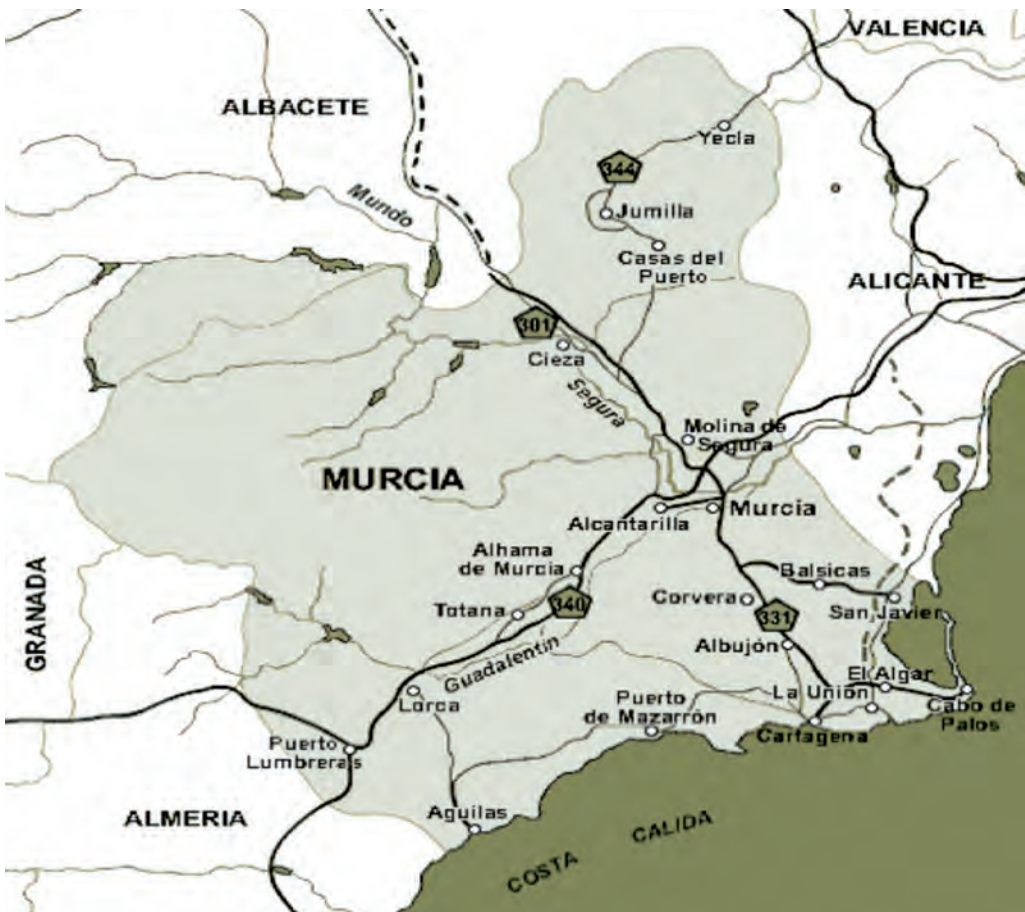 VALENCIA
ALBACETE
Yecla
344
Mundo
Jumilla
Casas del
Puerto
ALICANTE
301
Cieza
Segura
Molina de
Segura
MURCIA
Alcantarilla
Murcia
Alhama
de Murcia
Balsicas
GRANADA
Totana
340
Corvera
331
San Javier
Albujón
Guadalentin
El Algar
Lorca
La Unión
Cabo de
Palos
Puerto
de Mazarrón
Cartagena
Puerto
Lumbreras
ALMERIA
Aguilas
COSTA CALIDA